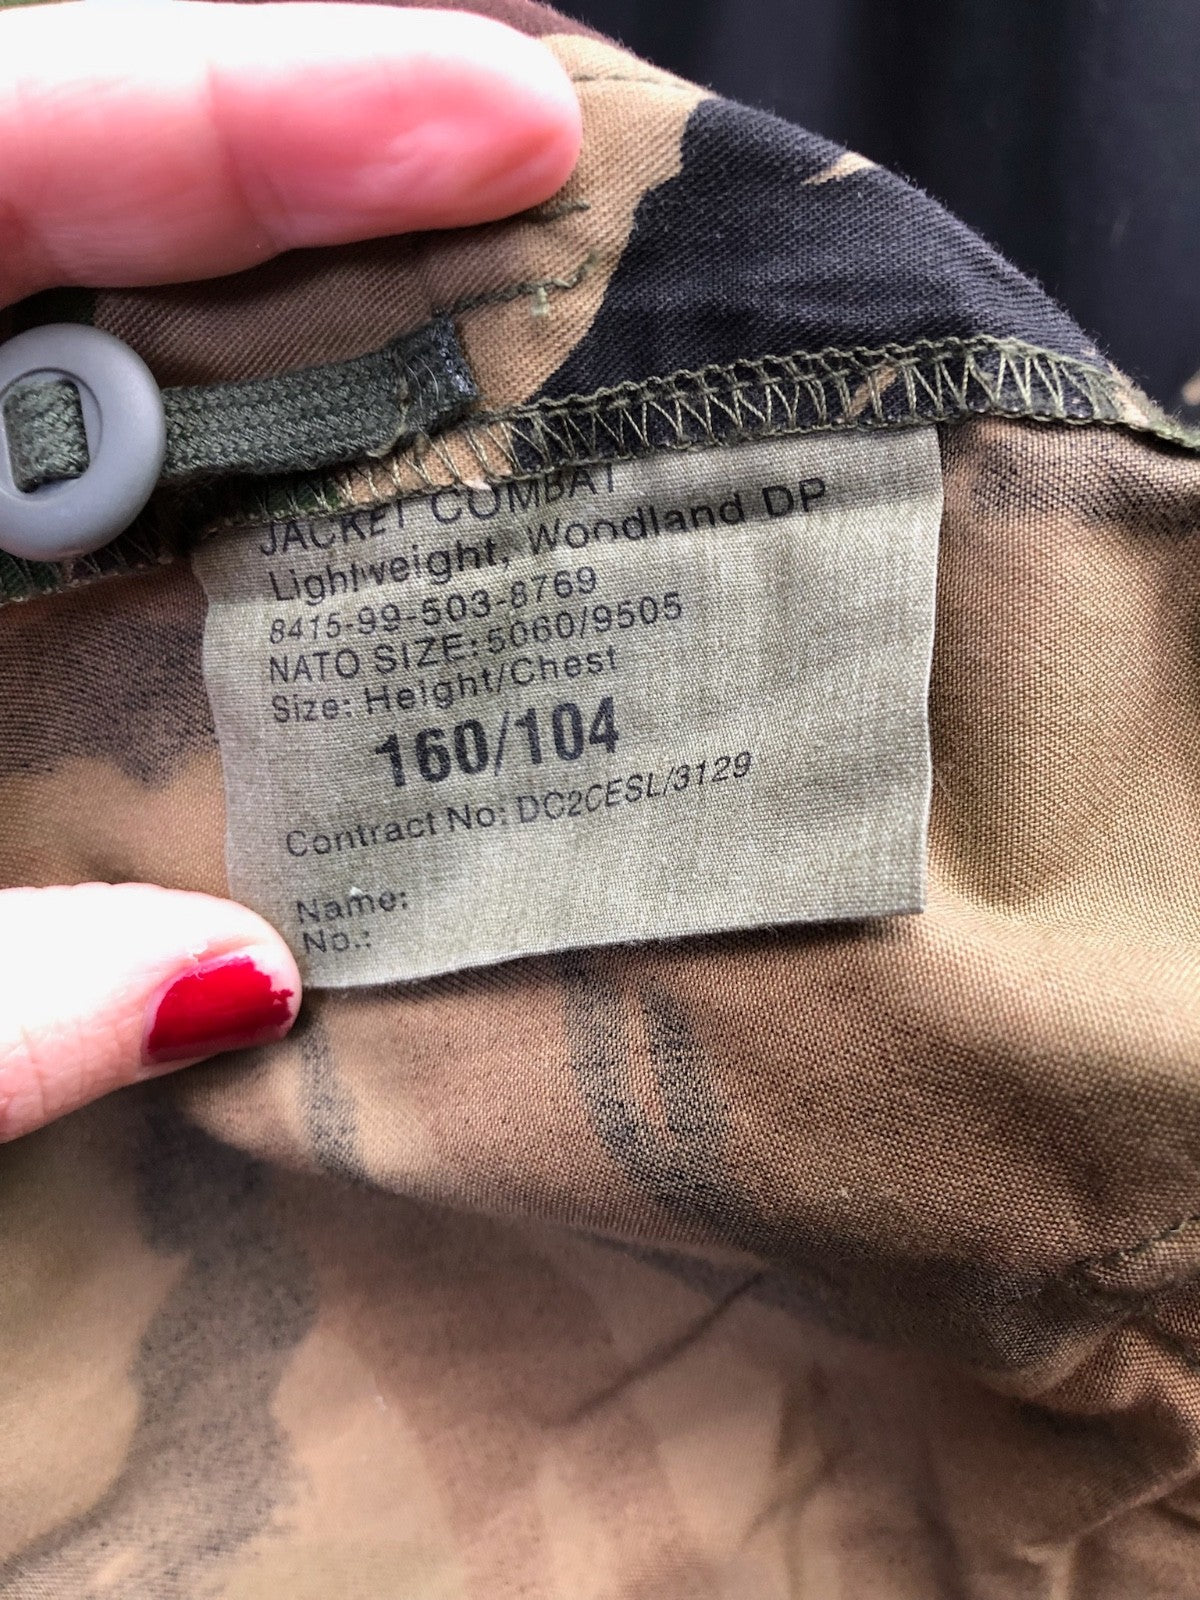 JACKET COMBAT
Lightweight, Woodland DP
8415-99-503-8769
NATO SIZE: 5060/9505
Size: Height/Chest
160/104
Contract No: DC2CESL/3129
Name:
No.: